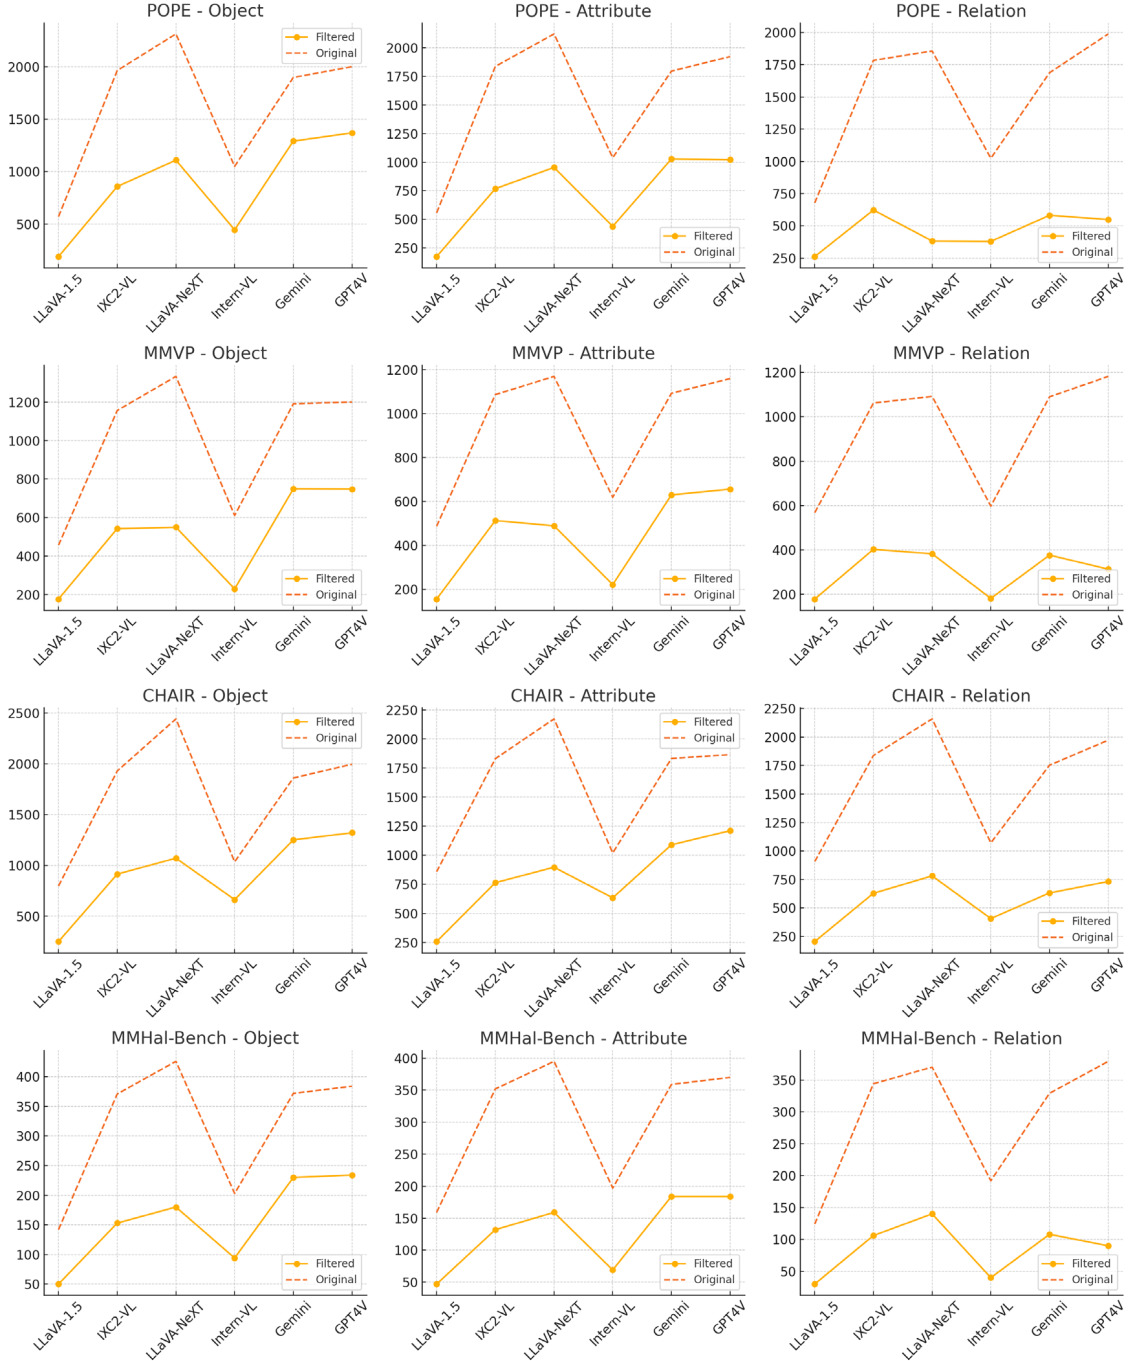 POPE - Object
2000
1500
1000
500
Filtered
Original
LLaVA-1.5
IXC2-VL
LLaVA-NeXT
Intern-VL
Gemini
GPT4V
POPE - Attribute
2000
1750
1500
1250
1000
750
500
250
Filtered
Original
LLaVA-1.5
IXC2-VL
LLaVA-NeXT
Intern-VL
Gemini
GPT4V
POPE - Relation
2000
1750
1500
1250
1000
750
500
250
Filtered
Original
LLaVA-1.5
IXC2-VL
LLaVA-NeXT
Intern-VL
Gemini
GPT4V
MMVP - Object
1200
1000
800
600
400
200
Filtered
Original
LLaVA-1.5
IXC2-VL
LLaVA-NeXT
Intern-VL
Gemini
GPT4V
MMVP - Attribute
1200
1000
800
600
400
200
Filtered
Original
LLaVA-1.5
IXC2-VL
LLaVA-NeXT
Intern-VL
Gemini
GPT4V
MMVP - Relation
1200
1000
800
600
400
200
Filtered
Original
LLaVA-1.5
IXC2-VL
LLaVA-NeXT
Intern-VL
Gemini
GPT4V
CHAIR - Object
2500
2000
1500
1000
500
Filtered
Original
LLaVA-1.5
IXC2-VL
LLaVA-NeXT
Intern-VL
Gemini
GPT4V
CHAIR - Attribute
2250
2000
1750
1500
1250
1000
750
500
250
Filtered
Original
LLaVA-1.5
IXC2-VL
LLaVA-NeXT
Intern-VL
Gemini
GPT4V
CHAIR - Relation
2250
2000
1750
1500
1250
1000
750
500
250
Filtered
Original
LLaVA-1.5
IXC2-VL
LLaVA-NeXT
Intern-VL
Gemini
GPT4V
MMHal-Bench - Object
400
350
300
250
200
150
100
50
Filtered
Original
LLaVA-1.5
IXC2-VL
LLaVA-NeXT
Intern-VL
Gemini
GPT4V
MMHal-Bench - Attribute
400
350
300
250
200
150
100
50
Filtered
Original
LLaVA-1.5
IXC2-VL
LLaVA-NeXT
Intern-VL
Gemini
GPT4V
MMHal-Bench - Relation
350
300
250
200
150
100
50
Filtered
Original
LLaVA-1.5
IXC2-VL
LLaVA-NeXT
Intern-VL
Gemini
GPT4V